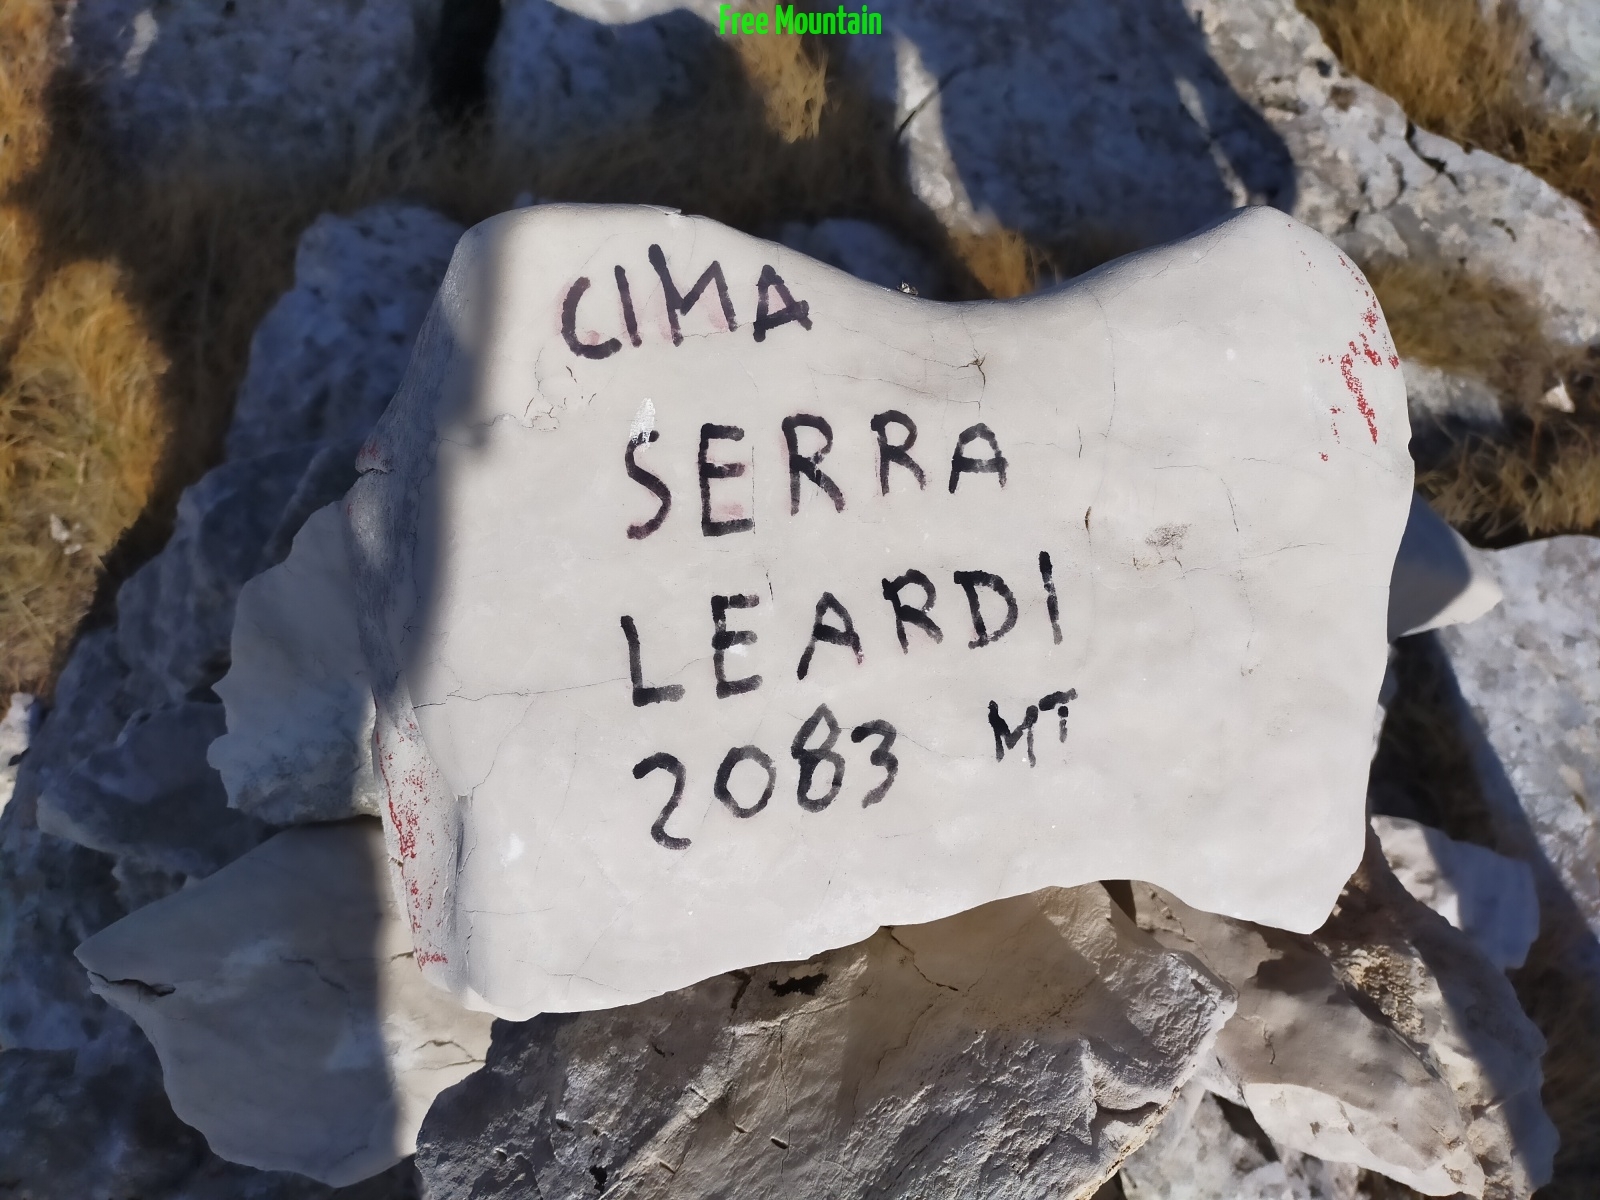 Free Mountain
CIMA
SERRA
LEARDI
2083 MT